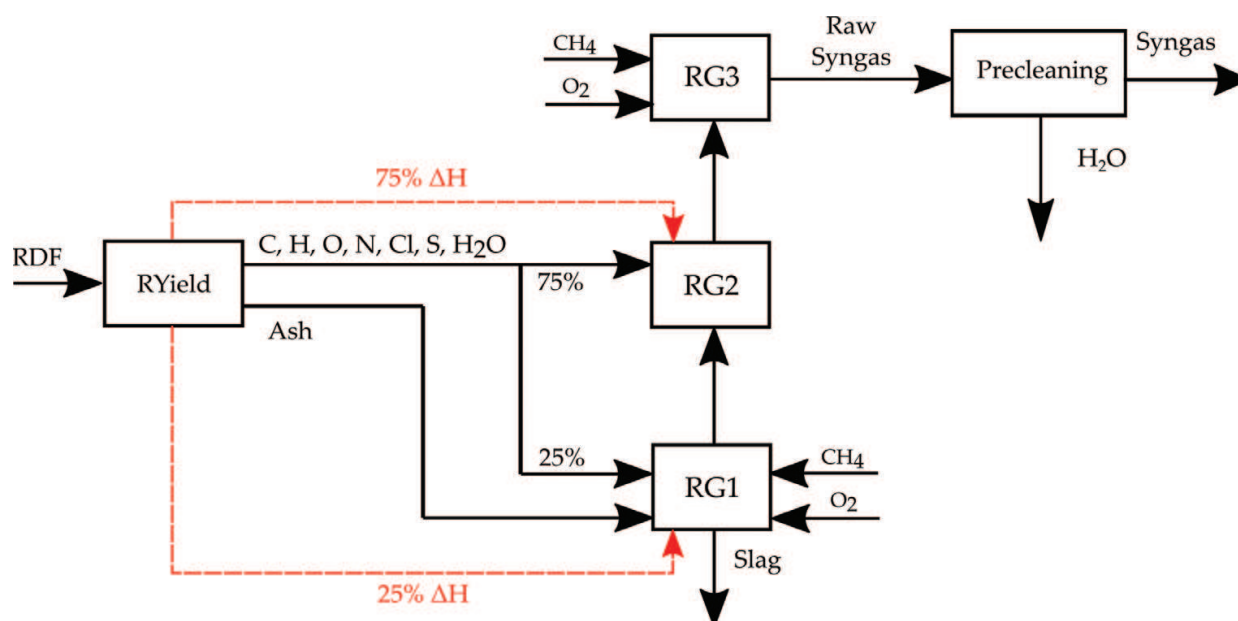 CH₄
O₂
RG3
Raw
Syngas
Precleaning
Syngas
H₂O
75% ΔH
RDF
RYield
C, H, O, N, Cl, S, H₂O
75%
RG2
Ash
25%
RG1
CH₄
O₂
Slag
25% ΔH